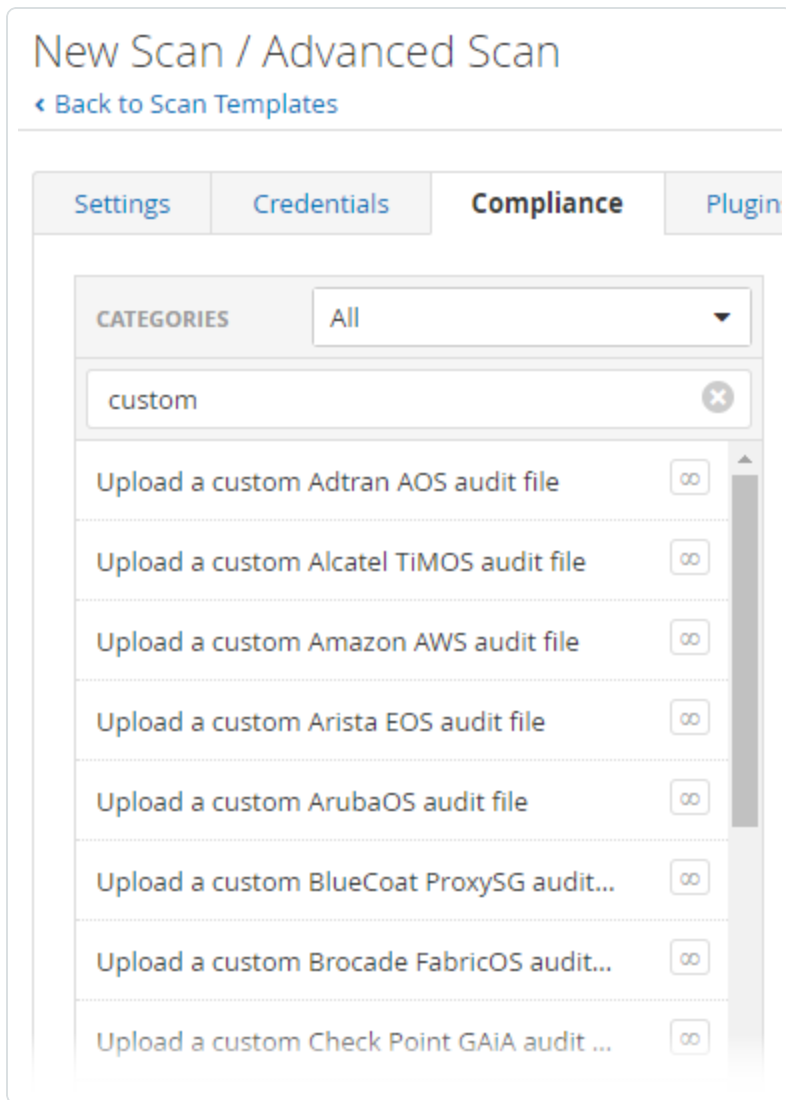 New Scan / Advanced Scan
Back to Scan Templates
Settings Credentials Compliance Plugin
CATEGORIES All
custom
Upload a custom Adtran AOS audit file ∞
Upload a custom Alcatel TiMOS audit file ∞
Upload a custom Amazon AWS audit file ∞
Upload a custom Arista EOS audit file ∞
Upload a custom ArubaOS audit file ∞
Upload a custom BlueCoat ProxySG audit... ∞
Upload a custom Brocade FabricOS audit... ∞
Upload a custom Check Point GAiA audit ... ∞